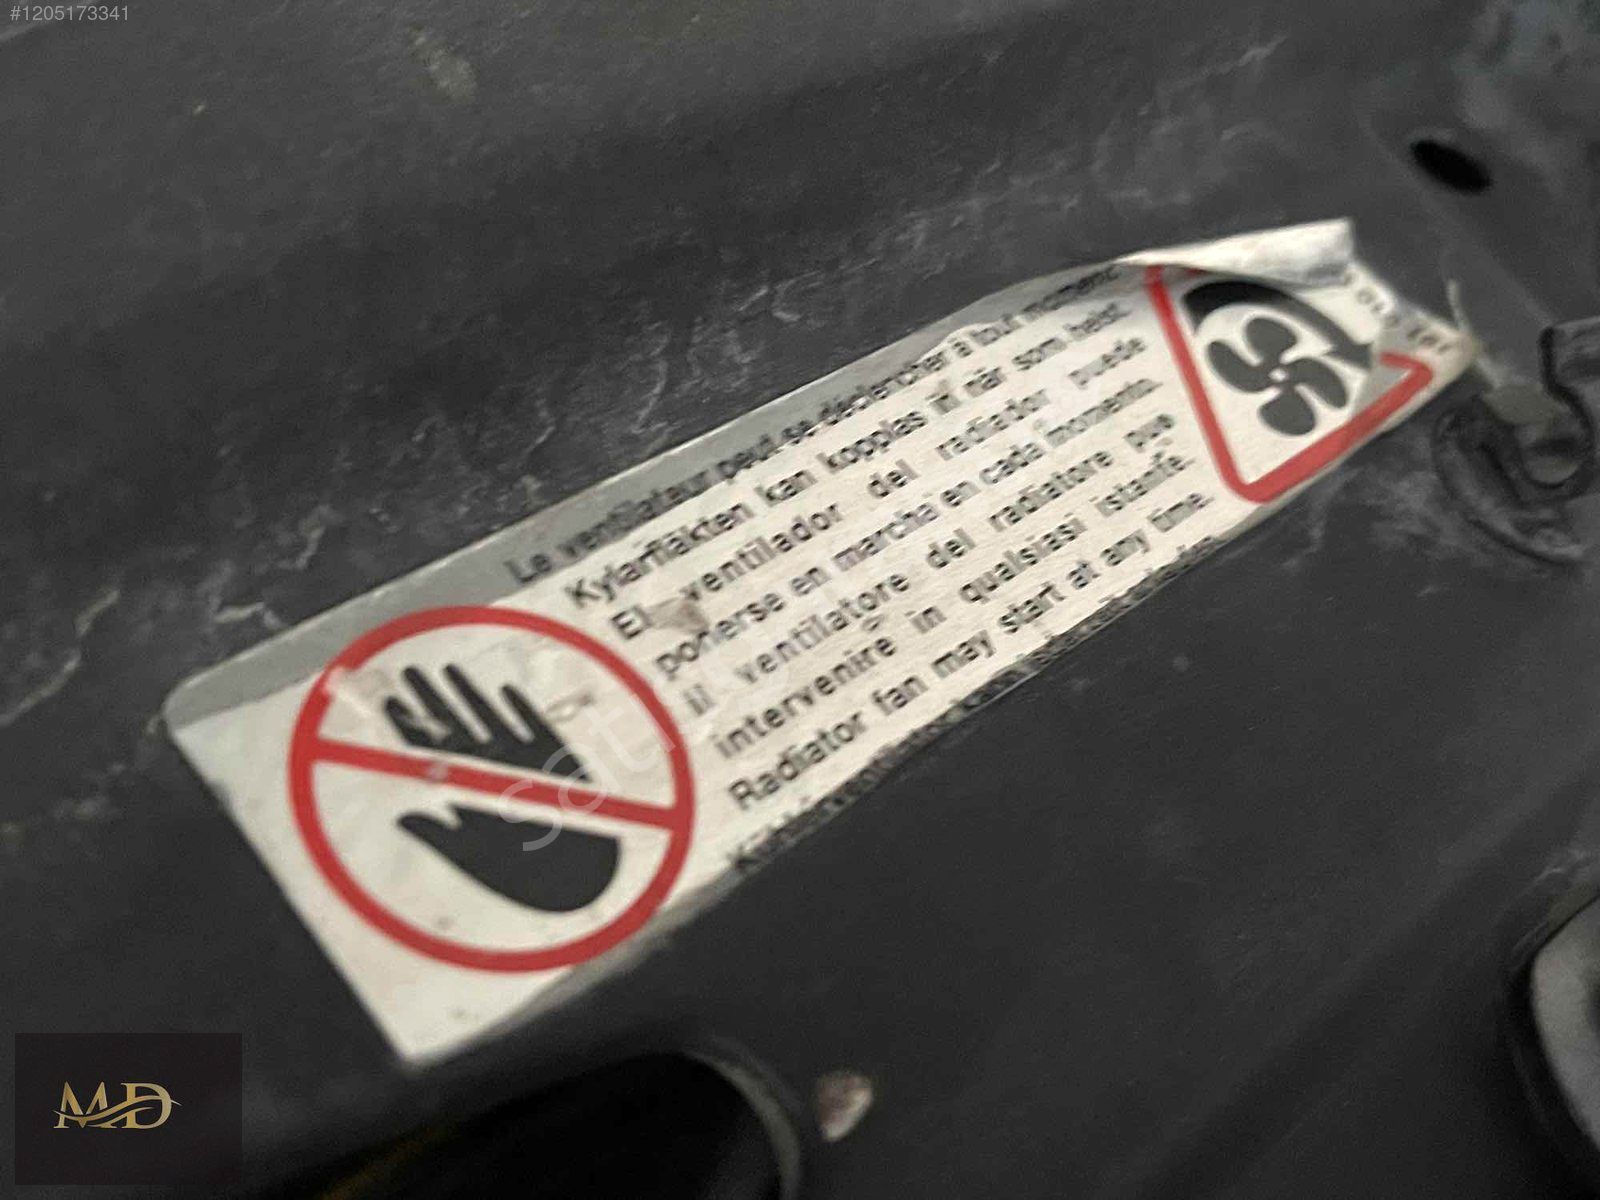 #1205173341
Le ventilateur peut se déclencher à tout moment.
Kylarfläkten kan kopplas in när som helst.
El ventilador del radiador puede
ponerse en marcha en cada momento.
Il ventilatore del radiatore può
intervenire in qualsiasi istante.
Radiator fan may start at any time.
MD